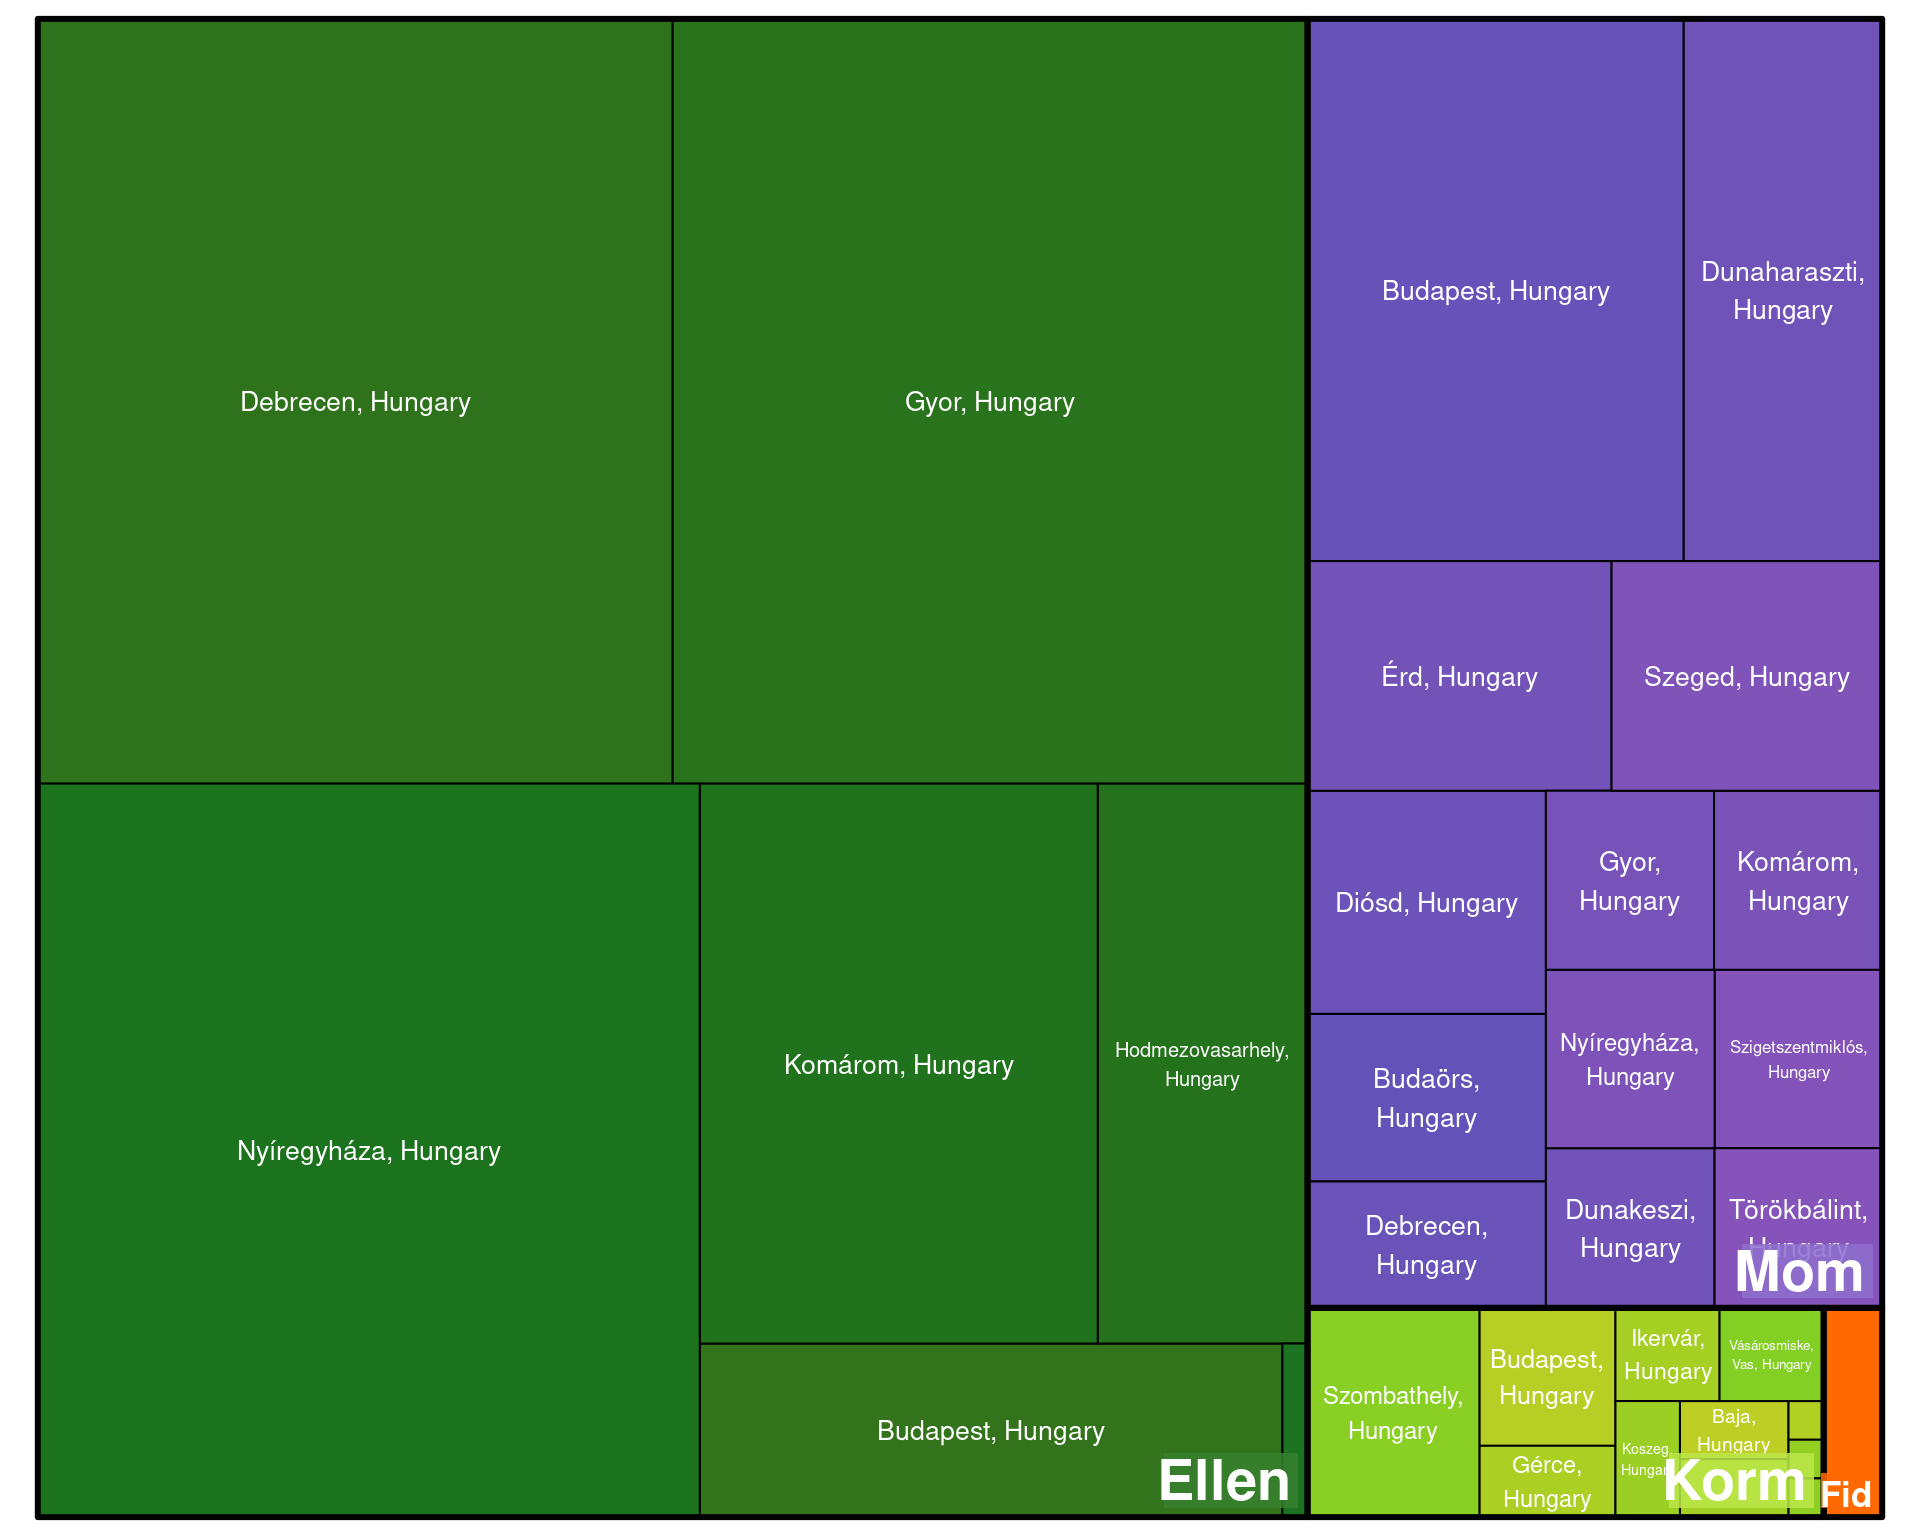 Debrecen, Hungary
Gyor, Hungary
Nyíregyháza, Hungary
Komárom, Hungary
Hodmezovasarhely,
Hungary
Budapest, Hungary
Ellen
Budapest, Hungary
Dunaharaszti,
Hungary
Érd, Hungary
Szeged, Hungary
Diósd, Hungary
Gyor,
Hungary
Komárom,
Hungary
Budaörs,
Hungary
Nyíregyháza,
Hungary
Szigetszentmiklós,
Hungary
Debrecen,
Hungary
Dunakeszi,
Hungary
Törökbálint,
Hungary
Mom
Szombathely,
Hungary
Budapest,
Hungary
Gérce,
Hungary
Ikervár,
Hungary
Vásárosmiske,
Vas, Hungary
Koszeg,
Hungary
Baja,
Hungary
Korm
Fid